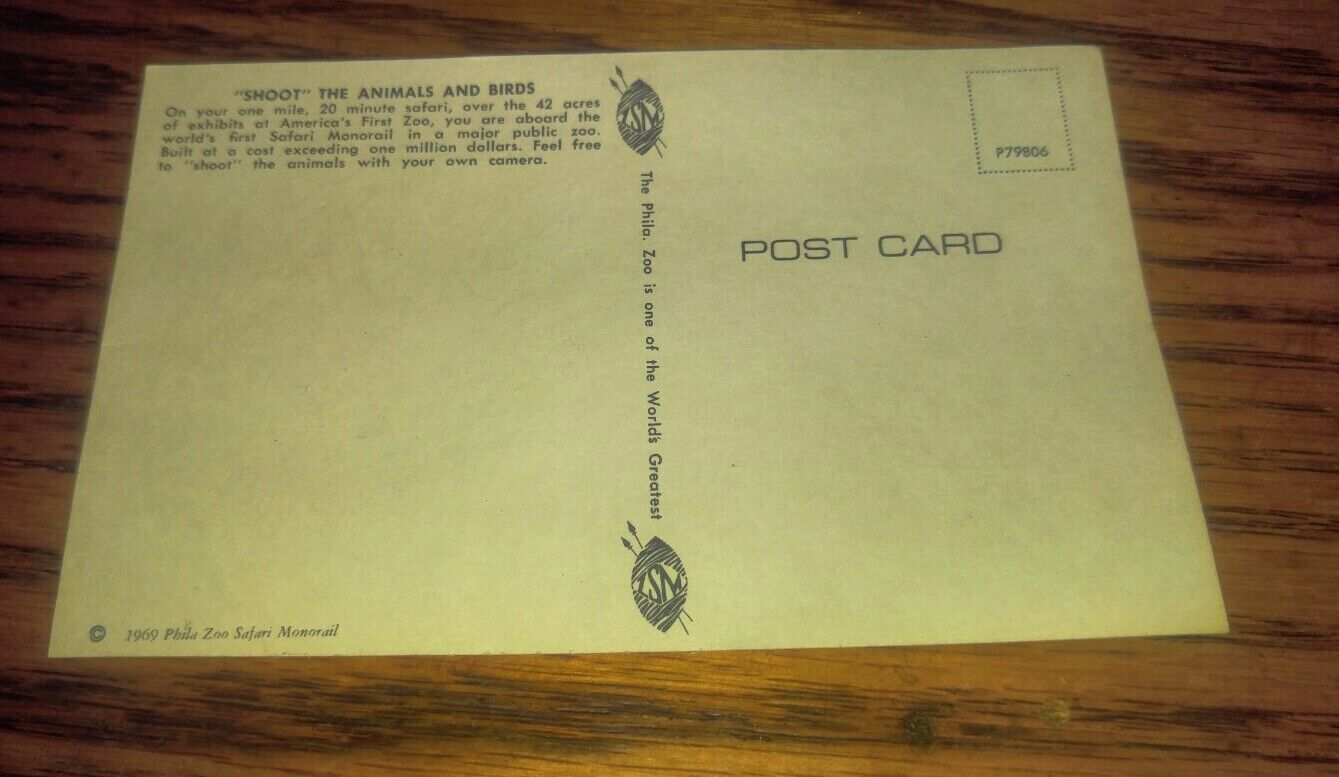 "SHOOT" THE ANIMALS AND BIRDS
On your one mile, 20 minute safari, over the 42 acres
of exhibits at America's First Zoo, you are aboard the
world's first Safari Monorail in a major public zoo.
Built at a cost exceeding one million dollars. Feel free
to "shoot" the animals with your own camera.
© 1969 Phila Zoo Safari Monorail
ZSM
The Phila. Zoo is one of the World's Greatest
ZSM
P79806
POST CARD